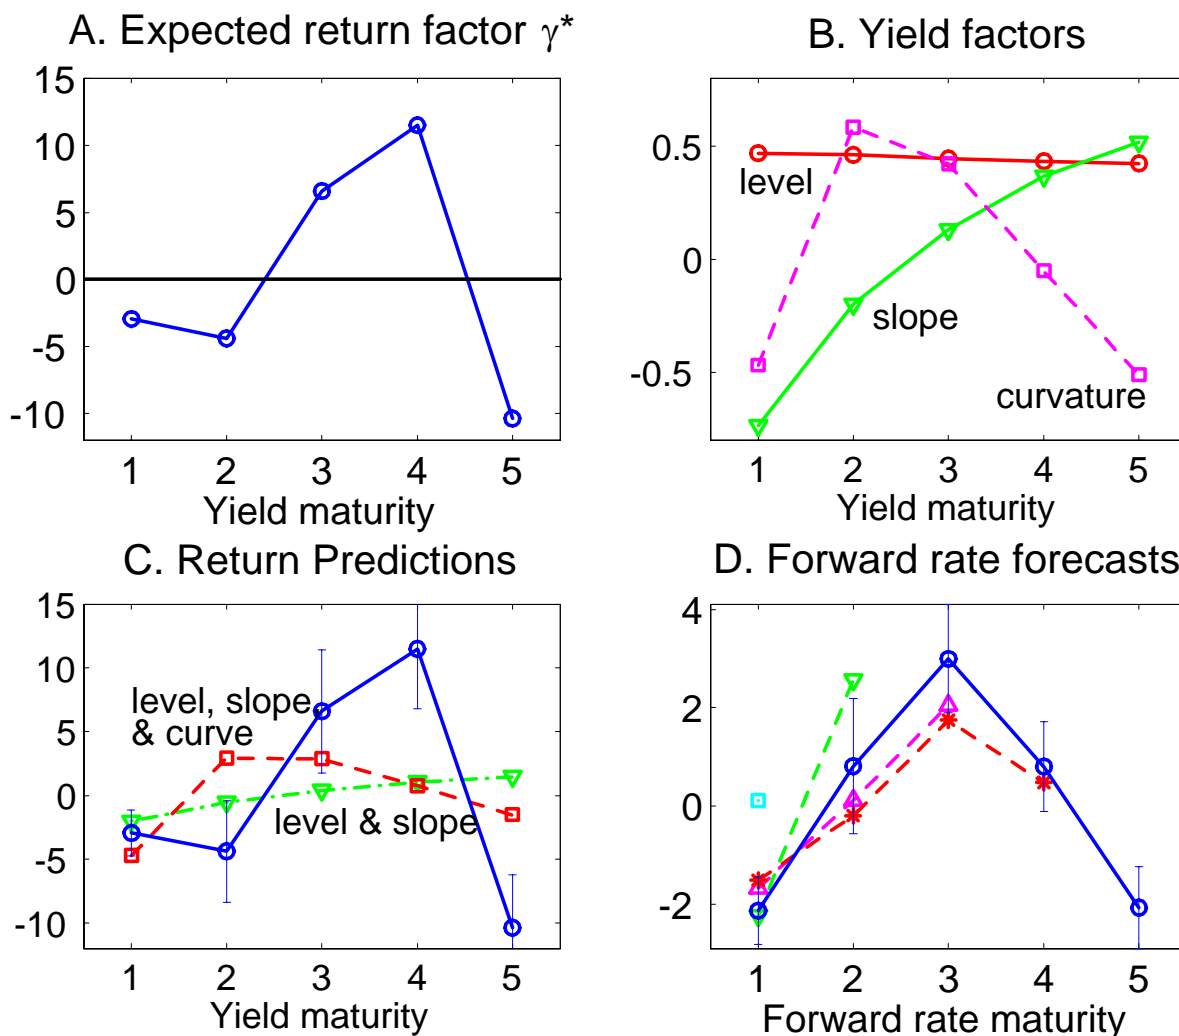 A. Expected return factor γ*
15
10
5
0
-5
-10
1 2 3 4 5
Yield maturity
B. Yield factors
0.5
0
-0.5
level
slope
curvature
1 2 3 4 5
Yield maturity
C. Return Predictions
15
10
5
0
-5
-10
level, slope
& curve
level & slope
1 2 3 4 5
Yield maturity
D. Forward rate forecasts
4
2
0
-2
1 2 3 4 5
Forward rate maturity